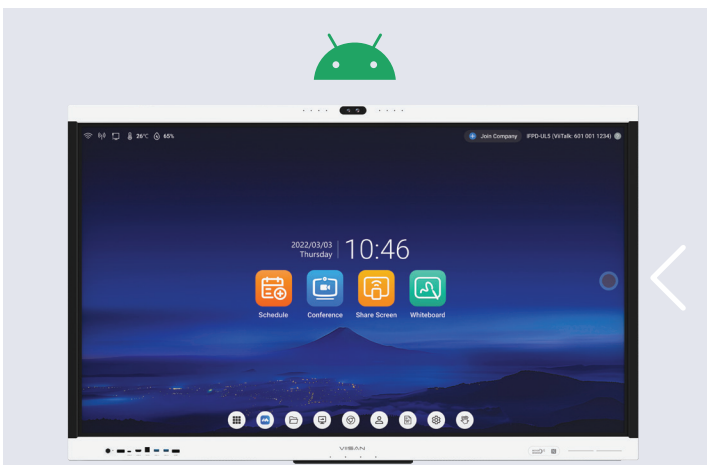 26°C 65%
Join Company IFPD-UL5 (ViiTalk: 601 001 1234)
2022/03/03
Thursday
10:46
Schedule Conference Share Screen Whiteboard
VIISAN